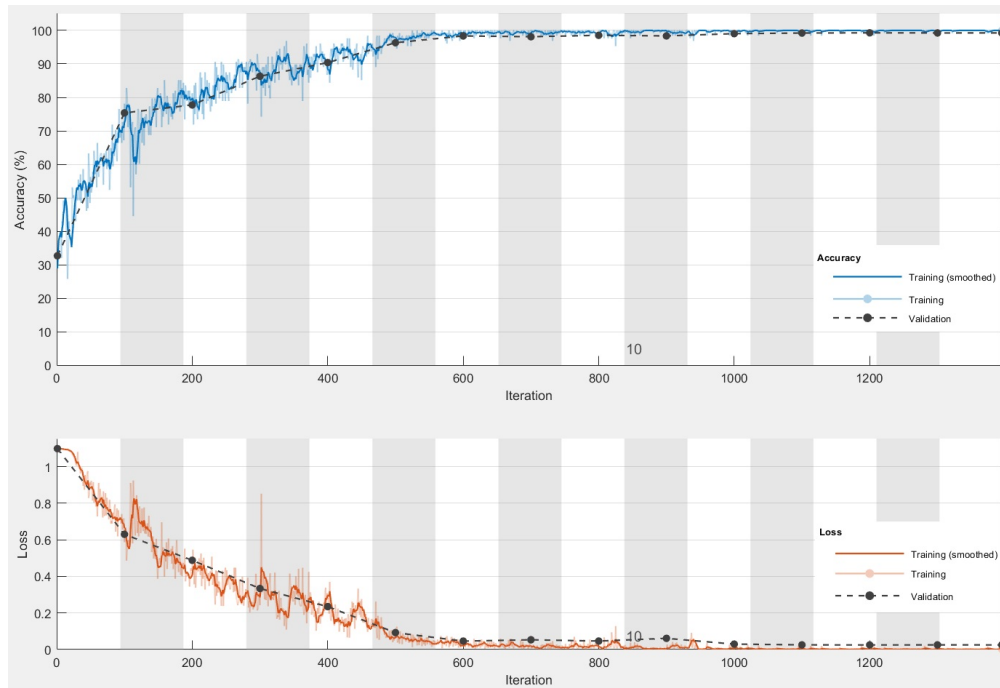 100
90
80
70
60
50
40
30
20
10
0
Accuracy (%)
Accuracy
Training (smoothed)
Training
Validation
10
0 200 400 600 800 1000 1200
Iteration
1
0.8
0.6
0.4
0.2
0
Loss
Loss
Training (smoothed)
Training
Validation
10
0 200 400 600 800 1000 1200
Iteration